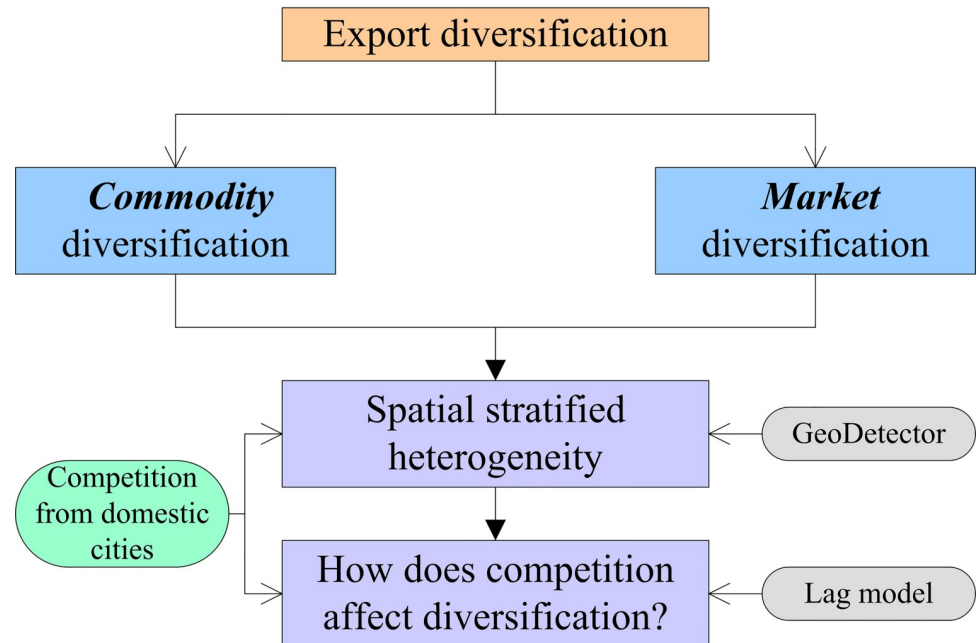 Export diversification
Commodity
diversification
Market
diversification
Spatial stratified
heterogeneity
GeoDetector
Competition
from domestic
cities
How does competition
affect diversification?
Lag model